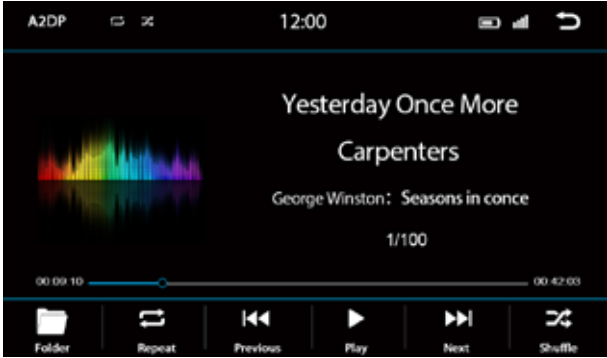 A2DP 12:00
Yesterday Once More
Carpenters
George Winston: Seasons in conce
1/100
00:09:10 00:42:03
Folder Repeat Previous Play Next Shuffle